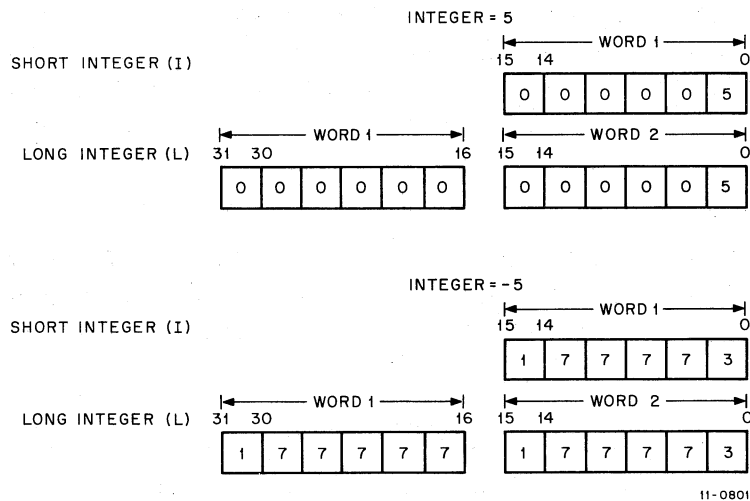 INTEGER = 5
WORD 1
SHORT INTEGER (I)
15 14 0
0 0 0 0 0 5
WORD 1 WORD 2
LONG INTEGER (L)
31 30 16 15 14 0
0 0 0 0 0 0 0 0 0 0 0 5
INTEGER = -5
WORD 1
SHORT INTEGER (I)
15 14 0
1 7 7 7 7 3
WORD 1 WORD 2
LONG INTEGER (L)
31 30 16 15 14 0
1 7 7 7 7 7 1 7 7 7 7 3
11-0801